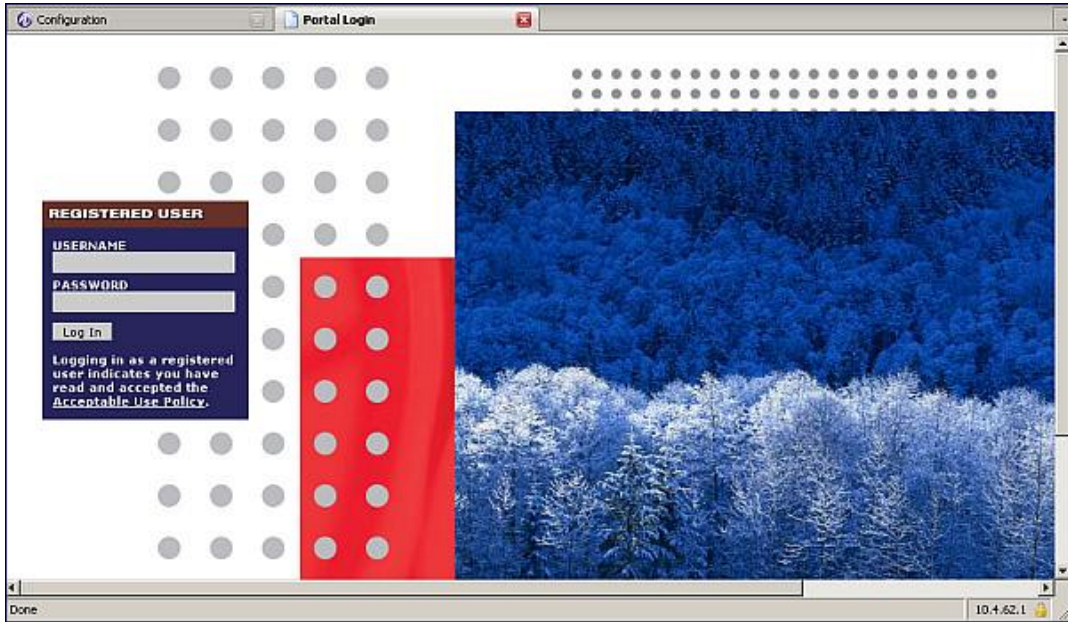 Configuration
Portal Login
REGISTERED USER
USERNAME
PASSWORD
Log In
Logging in as a registered
user indicates you have
read and accepted the
Acceptable Use Policy.
Done
10.4.62.1